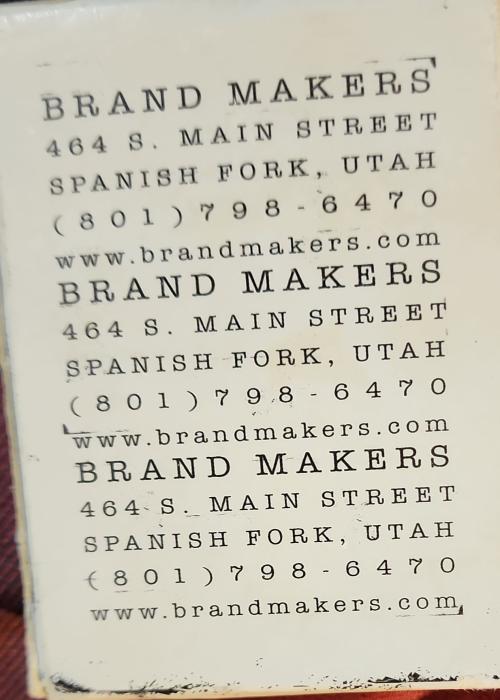 BRAND MAKERS
464 S. MAIN STREET
SPANISH FORK, UTAH
(801)798-6470
www.brandmakers.com
BRAND MAKERS
464 S. MAIN STREET
SPANISH FORK, UTAH
(801)798-6470
www.brandmakers.com
BRAND MAKERS
464 S. MAIN STREET
SPANISH FORK, UTAH
(801)798-6470
www.brandmakers.com